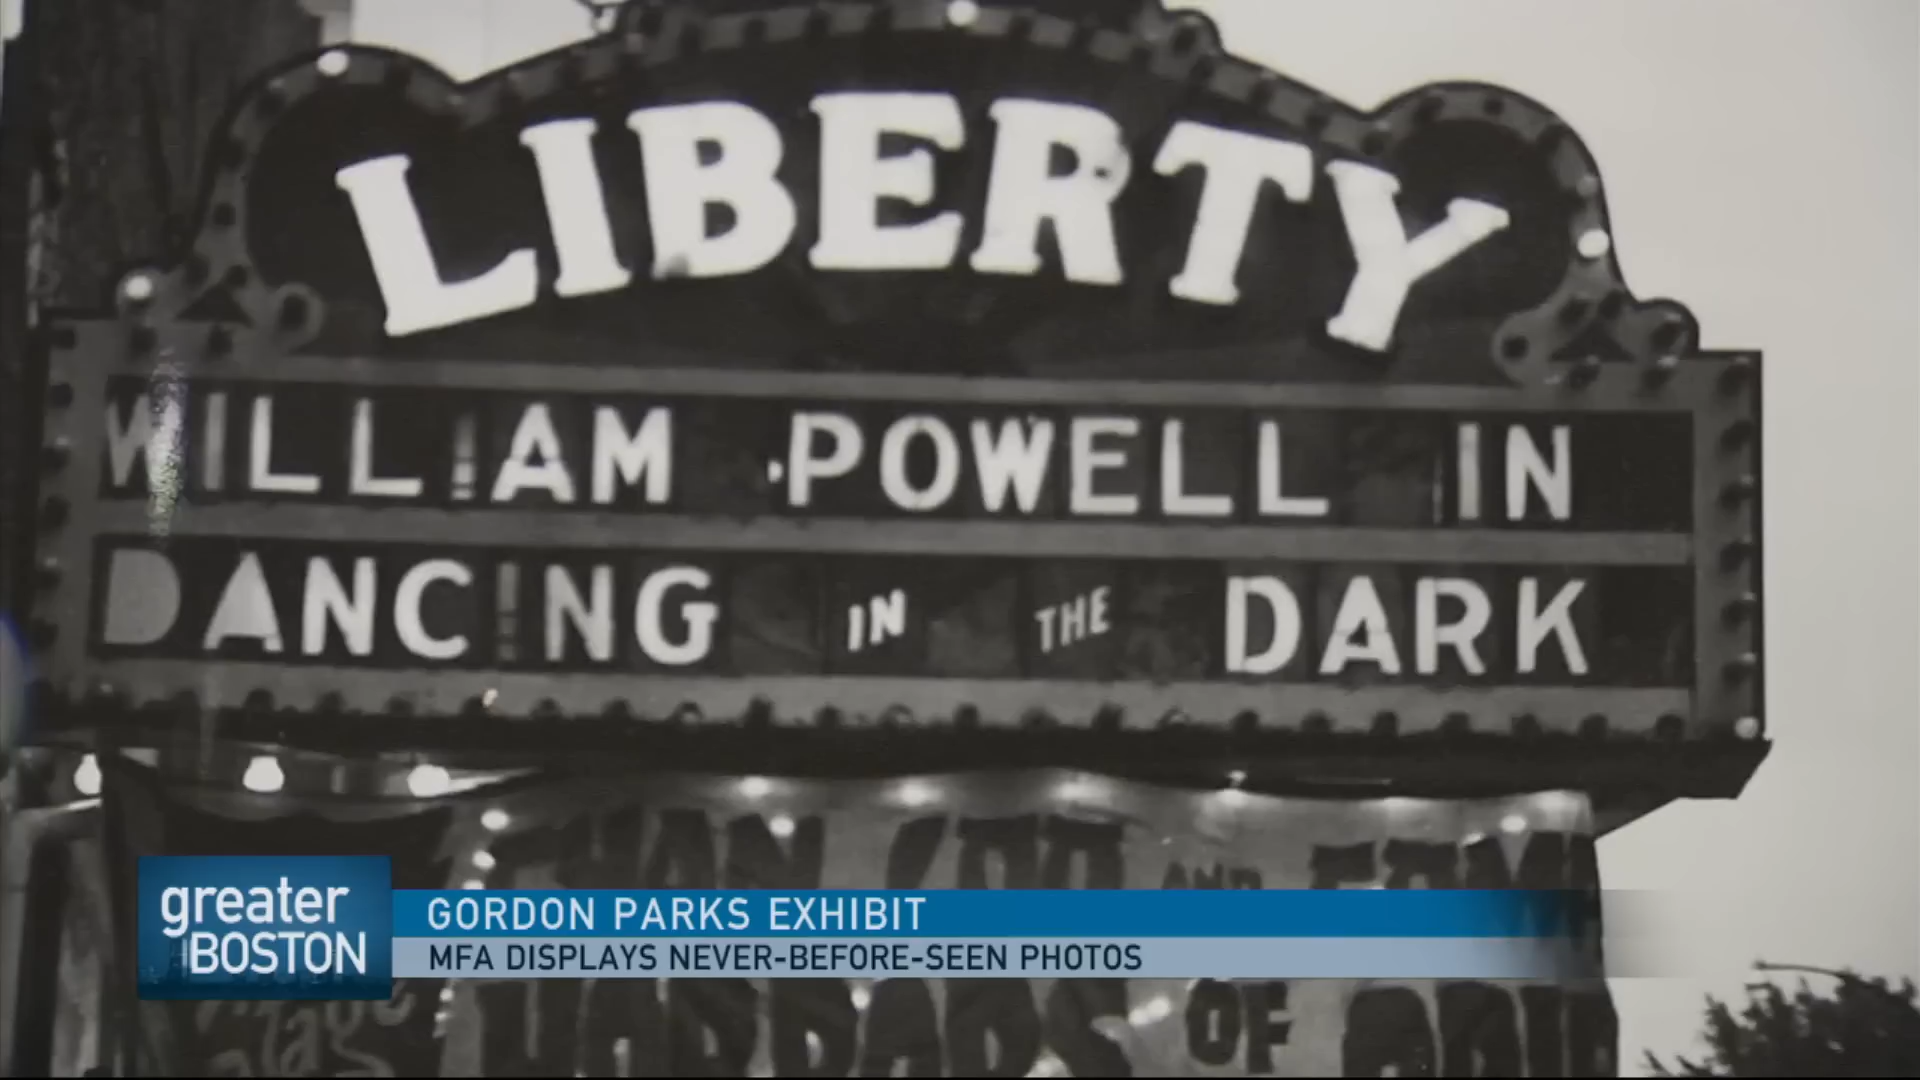 LIBERTY
WILLIAM POWELL IN
DANCING IN THE DARK
AND
OF
greater
BOSTON
GORDON PARKS EXHIBIT
MFA DISPLAYS NEVER-BEFORE-SEEN PHOTOS